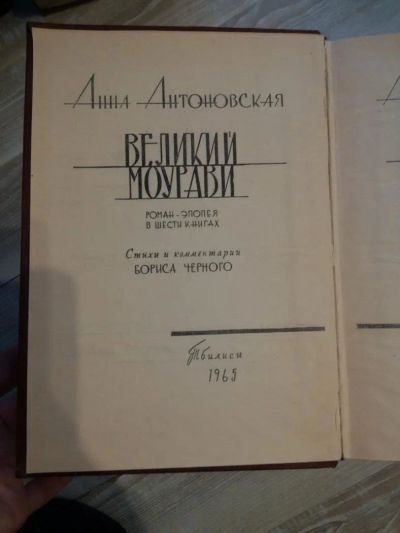 Анна Антоновская
ВЕЛИКИЙ
МОУРАВИ
РОМАН-ЭПОПЕЯ
В ШЕСТИ КНИГАХ
Стихи и комментарии
БОРИСА ЧЕРНОГО
Тбилиси
1965